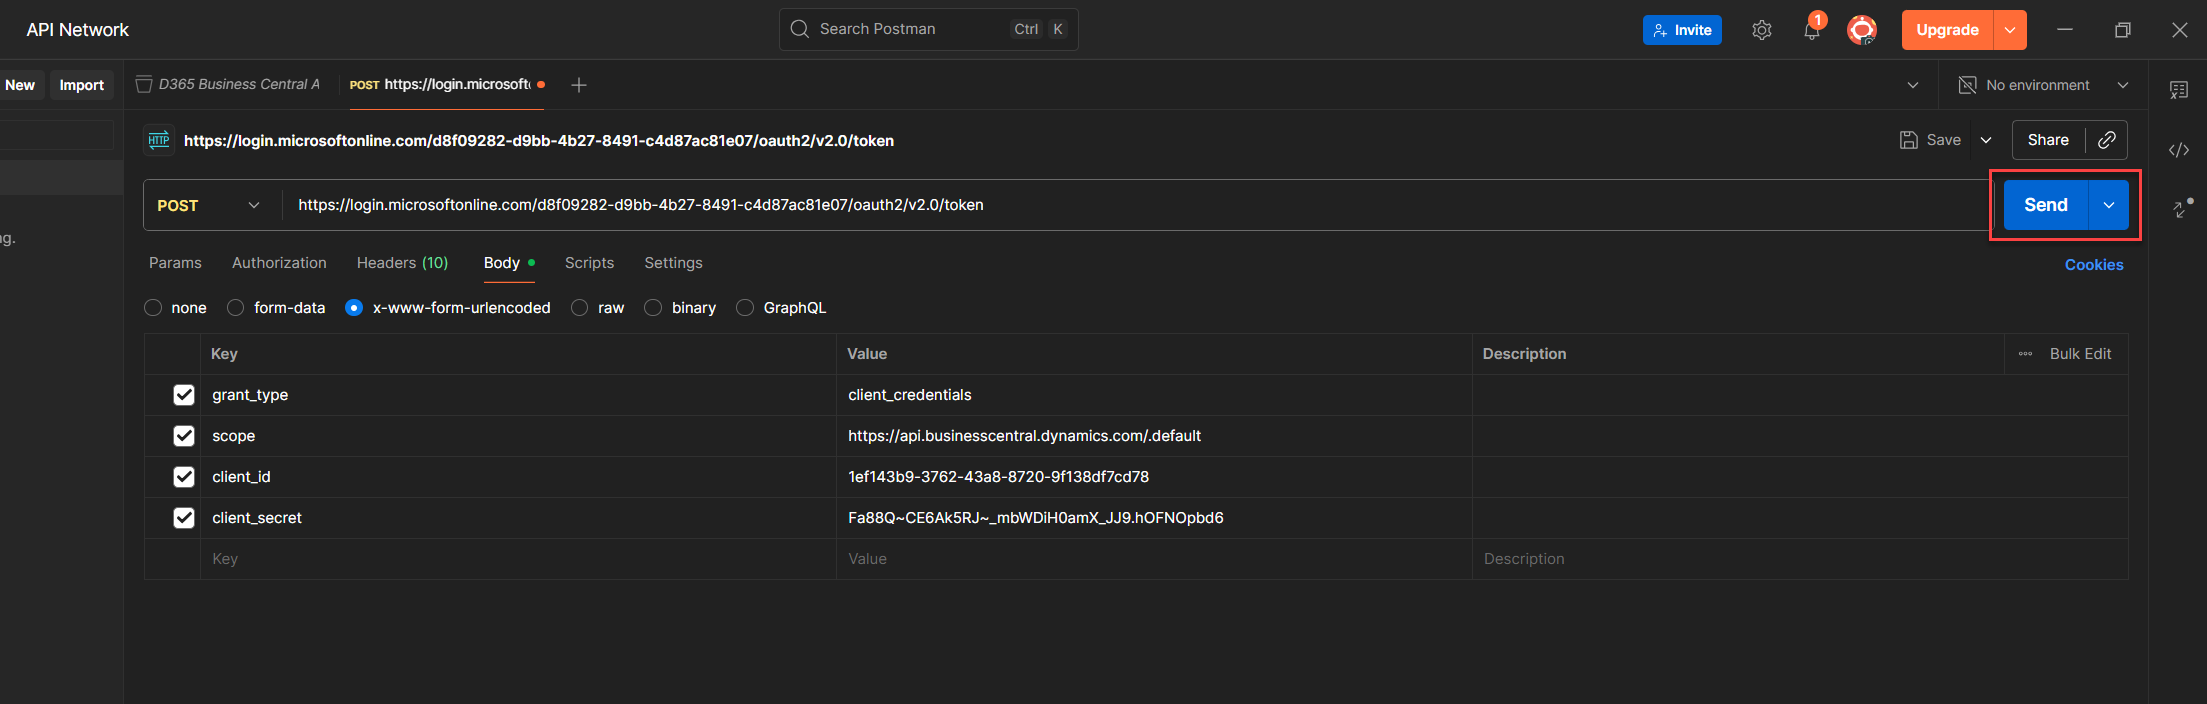 API Network
Search Postman Ctrl K
Invite
1
Upgrade
New Import
D365 Business Central A
POST https://login.microsoft
No environment
HTTP https://login.microsoftonline.com/d8f09282-d9bb-4b27-8491-c4d87ac81e07/oauth2/v2.0/token
Save
Share
POST https://login.microsoftonline.com/d8f09282-d9bb-4b27-8491-c4d87ac81e07/oauth2/v2.0/token
Send
ng.
Params Authorization Headers (10) Body Scripts Settings
Cookies
none form-data x-www-form-urlencoded raw binary GraphQL
Key Value Description Bulk Edit
grant_type client_credentials
scope https://api.businesscentral.dynamics.com/.default
client_id 1ef143b9-3762-43a8-8720-9f138df7cd78
client_secret Fa88Q~CE6Ak5RJ~_mbWDiH0amX_JJ9.hOFNOpbd6
Key Value Description